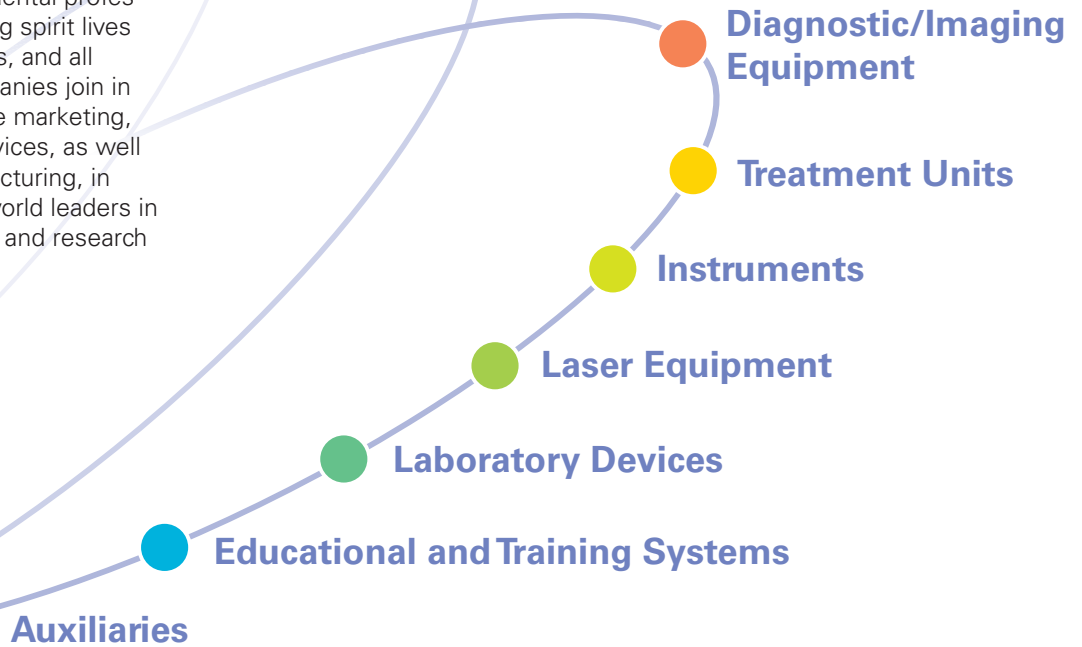 g spirit lives
s, and all
anies join in
e marketing,
vices, as well
cturing, in
world leaders in
and research
Diagnostic/Imaging
Equipment
Treatment Units
Instruments
Laser Equipment
Laboratory Devices
Educational and Training Systems
Auxiliaries